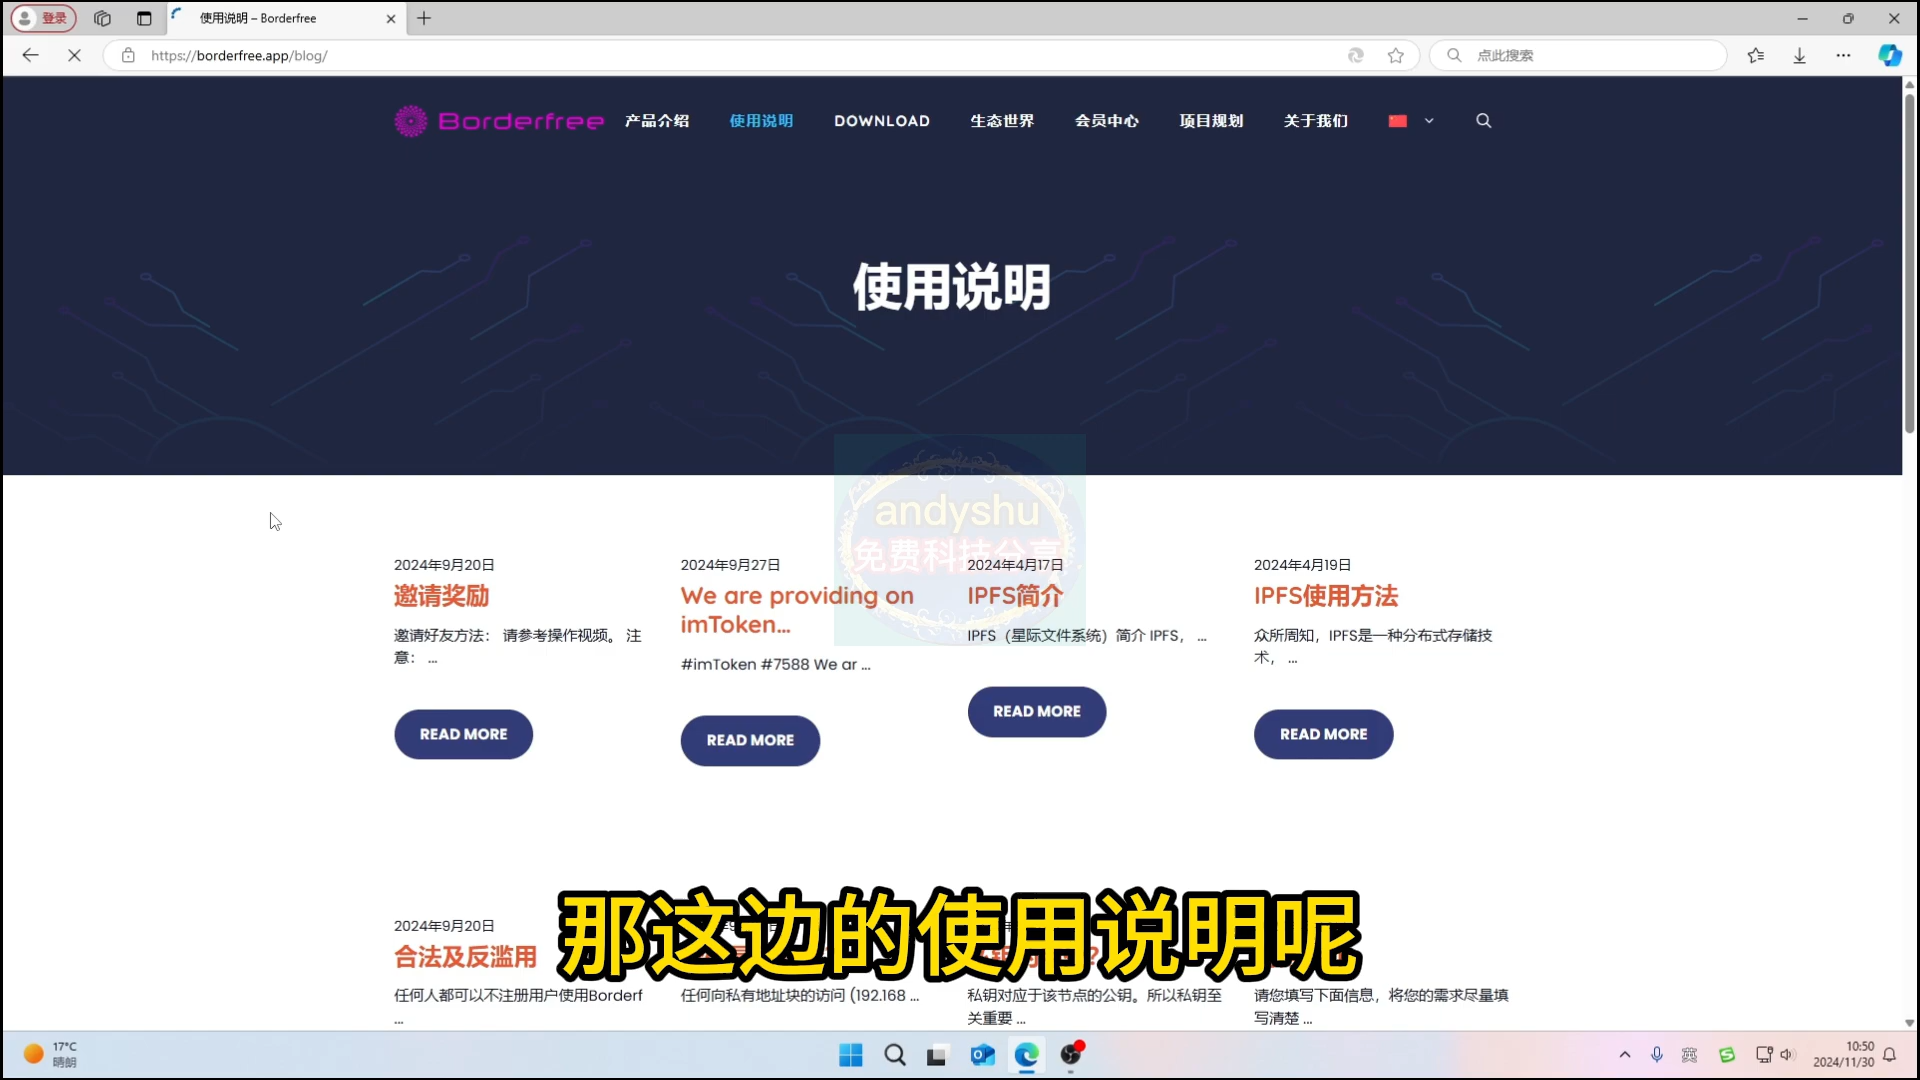 登录
使用说明 – Borderfree
https://borderfree.app/blog/
点此搜索
Borderfree
产品介绍
使用说明
DOWNLOAD
生态世界
会员中心
项目规划
关于我们
使用说明
andyshu
免费科技分享
2024年9月20日
邀请奖励
邀请好友方法： 请参考操作视频。 注
意： ...
READ MORE
2024年9月27日
We are providing on
imToken...
#imToken #7588 We ar ...
READ MORE
2024年4月17日
IPFS简介
IPFS（星际文件系统）简介 IPFS， ...
READ MORE
2024年4月19日
IPFS使用方法
众所周知，IPFS是一种分布式存储技
术， ...
READ MORE
2024年9月20日
合法及反滥用
任何人都可以不注册用户使用Borderf
...
任何向私有地址块的访问 (192.168 ...
私钥对应于该节点的公钥。所以私钥至
关重要 ...
请您填写下面信息，将您的需求尽量填
写清楚 ...
那这边的使用说明呢
17°C
晴朗
英
10:50
2024/11/30